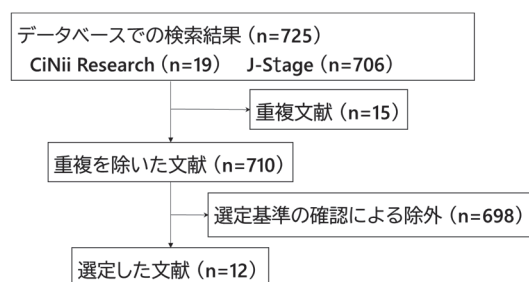 データベースでの検索結果（n=725）
CiNii Research（n=19）　J-Stage（n=706）
重複文献（n=15）
重複を除いた文献（n=710）
選定基準の確認による除外（n=698）
選定した文献（n=12）